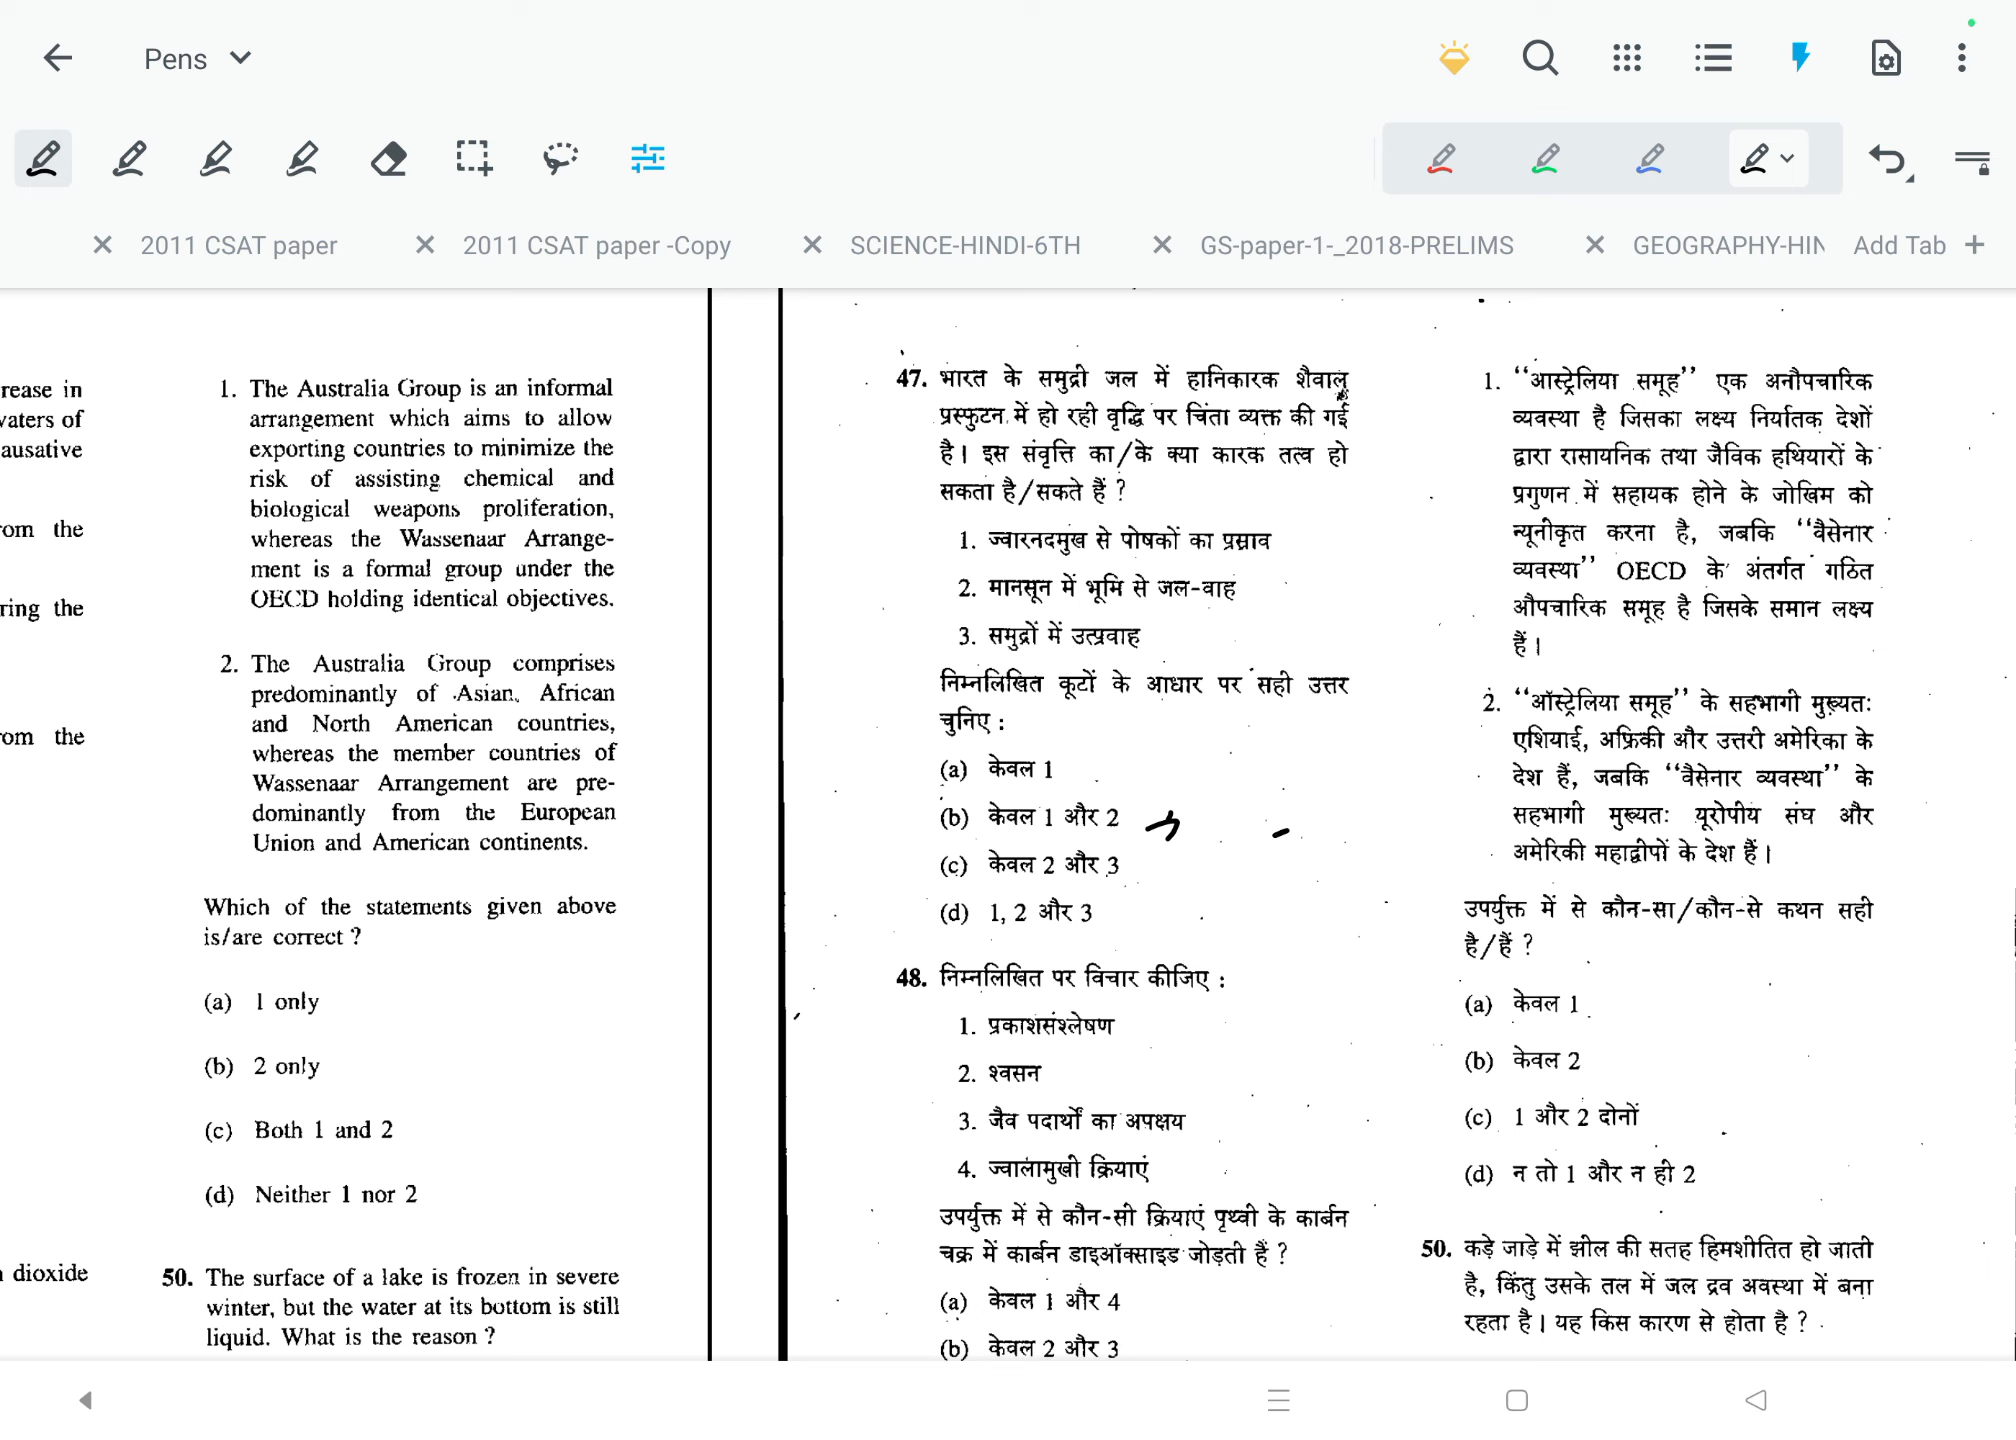 Pens
2011 CSAT paper
2011 CSAT paper -Copy
SCIENCE-HINDI-6TH
GS-paper-1-_2018-PRELIMS
GEOGRAPHY-HIN
Add Tab +
rease in
vaters of
ausative
om the
ring the
om the
dioxide
1. The Australia Group is an informal
arrangement which aims to allow
exporting countries to minimize the
risk of assisting chemical and
biological weapons proliferation,
whereas the Wassenaar Arrange-
ment is a formal group under the
OECD holding identical objectives.
2. The Australia Group comprises
predominantly of Asian, African
and North American countries,
whereas the member countries of
Wassenaar Arrangement are pre-
dominantly from the European
Union and American continents.
Which of the statements given above
is/are correct ?
(a) 1 only
(b) 2 only
(c) Both 1 and 2
(d) Neither 1 nor 2
50. The surface of a lake is frozen in severe
winter, but the water at its bottom is still
liquid. What is the reason ?
47. भारत के समुद्री जल में हानिकारक शैवाल
प्रस्फुटन में हो रही वृद्धि पर चिंता व्यक्त की गई
है। इस संवृत्ति का/के क्या कारक तत्व हो
सकता है/सकते हैं ?
1. ज्वारनदमुख से पोषकों का प्रस्राव
2. मानसून में भूमि से जल-वाह
3. समुद्रों में उत्प्रवाह
निम्नलिखित कूटों के आधार पर सही उत्तर
चुनिए :
(a) केवल 1
(b) केवल 1 और 2
(c) केवल 2 और 3
(d) 1, 2 और 3
48. निम्नलिखित पर विचार कीजिए :
1. प्रकाशसंश्लेषण
2. श्वसन
3. जैव पदार्थों का अपक्षय
4. ज्वालामुखी क्रियाएं
उपर्युक्त में से कौन-सी क्रियाएं पृथ्वी के कार्बन
चक्र में कार्बन डाइऑक्साइड जोड़ती हैं ?
(a) केवल 1 और 4
(b) केवल 2 और 3
1. ‘‘आस्ट्रेलिया समूह’’ एक अनौपचारिक
व्यवस्था है जिसका लक्ष्य निर्यातक देशों
द्वारा रासायनिक तथा जैविक हथियारों के
प्रगुणन में सहायक होने के जोखिम को
न्यूनीकृत करना है, जबकि ‘‘वैसेनार
व्यवस्था’’ OECD के अंतर्गत गठित
औपचारिक समूह है जिसके समान लक्ष्य
हैं।
2. ‘‘ऑस्ट्रेलिया समूह’’ के सहभागी मुख्यतः
एशियाई, अफ्रिकी और उत्तरी अमेरिका के
देश हैं, जबकि ‘‘वैसेनार व्यवस्था’’ के
सहभागी मुख्यतः यूरोपीय संघ और
अमेरिकी महाद्वीपों के देश हैं।
उपर्युक्त में से कौन-सा/कौन-से कथन सही
है/हैं ?
(a) केवल 1
(b) केवल 2
(c) 1 और 2 दोनों
(d) न तो 1 और न ही 2
50. कड़े जाड़े में झील की सतह हिमशीतित हो जाती
है, किंतु उसके तल में जल द्रव अवस्था में बना
रहता है। यह किस कारण से होता है ?